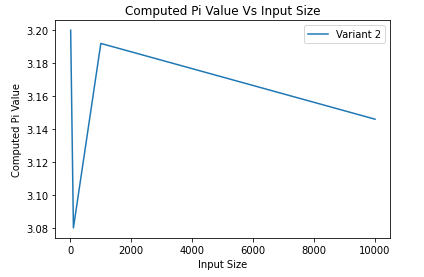 Computed Pi Value Vs Input Size
Variant 2
3.20
3.18
3.16
3.14
3.12
3.10
3.08
Computed Pi Value
0 2000 4000 6000 8000 10000
Input Size